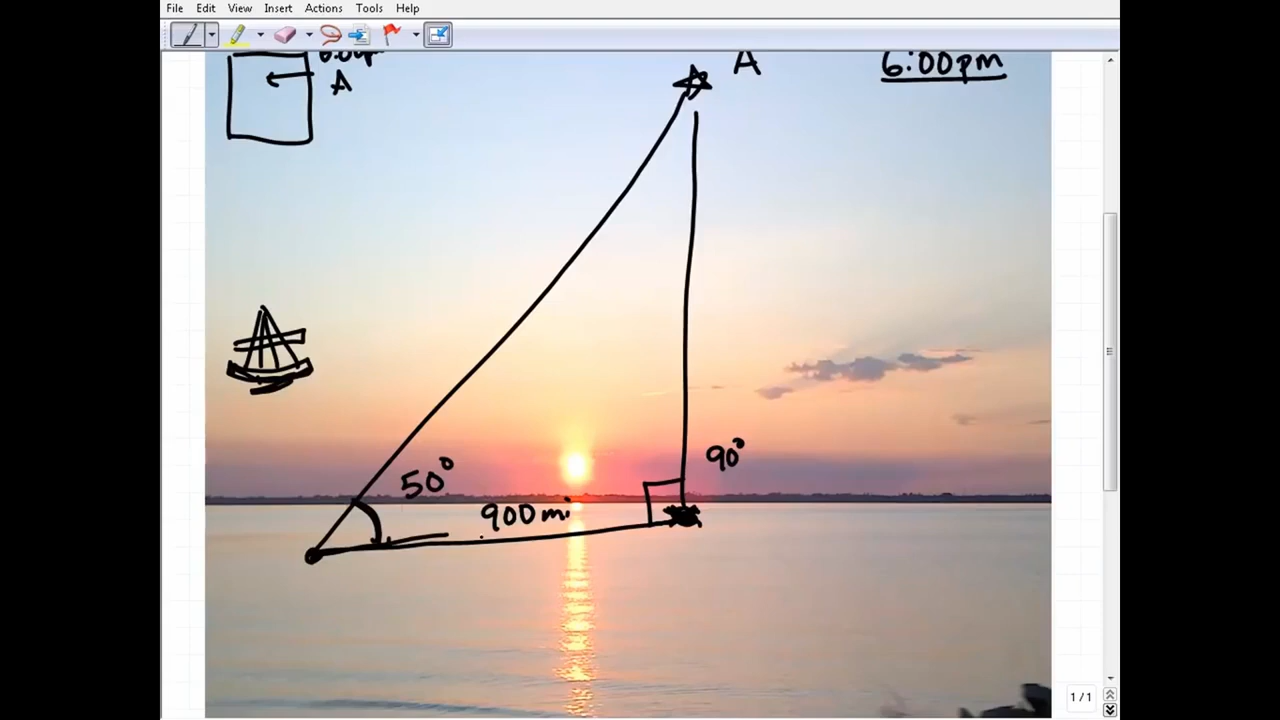 File Edit View Insert Actions Tools Help
A
6:00pm
A
50°
90°
900 mi
1 / 1